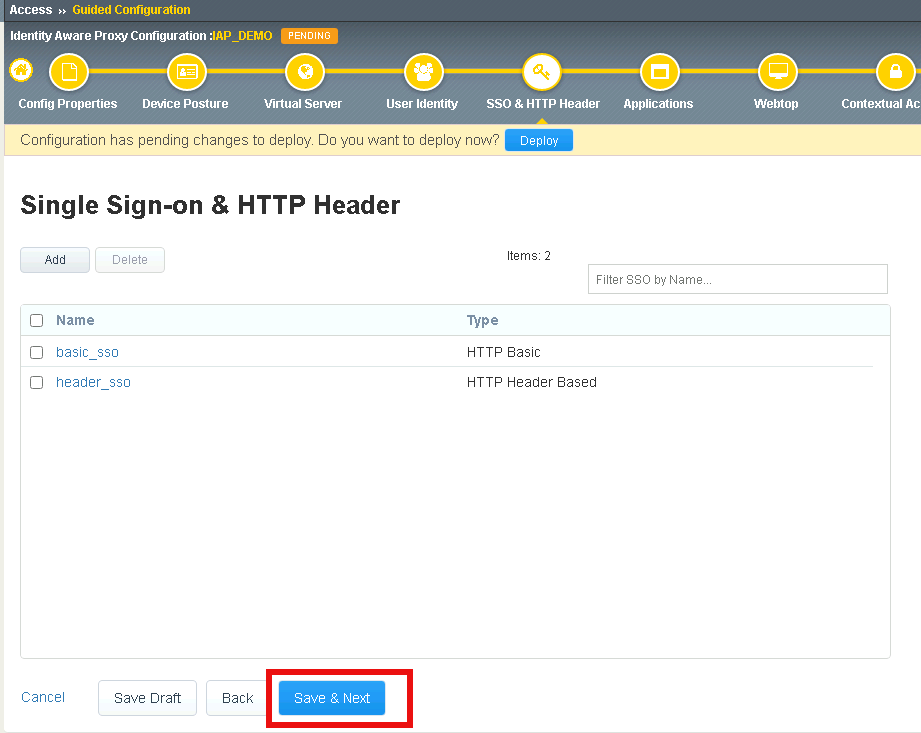 Access ›› Guided Configuration
Identity Aware Proxy Configuration :IAP_DEMO PENDING
Config Properties Device Posture Virtual Server User Identity SSO & HTTP Header Applications Webtop Contextual Ac
Configuration has pending changes to deploy. Do you want to deploy now? Deploy
Single Sign-on & HTTP Header
Add Delete Items: 2
Filter SSO by Name...
Name Type
basic_sso HTTP Basic
header_sso HTTP Header Based
Cancel Save Draft Back Save & Next